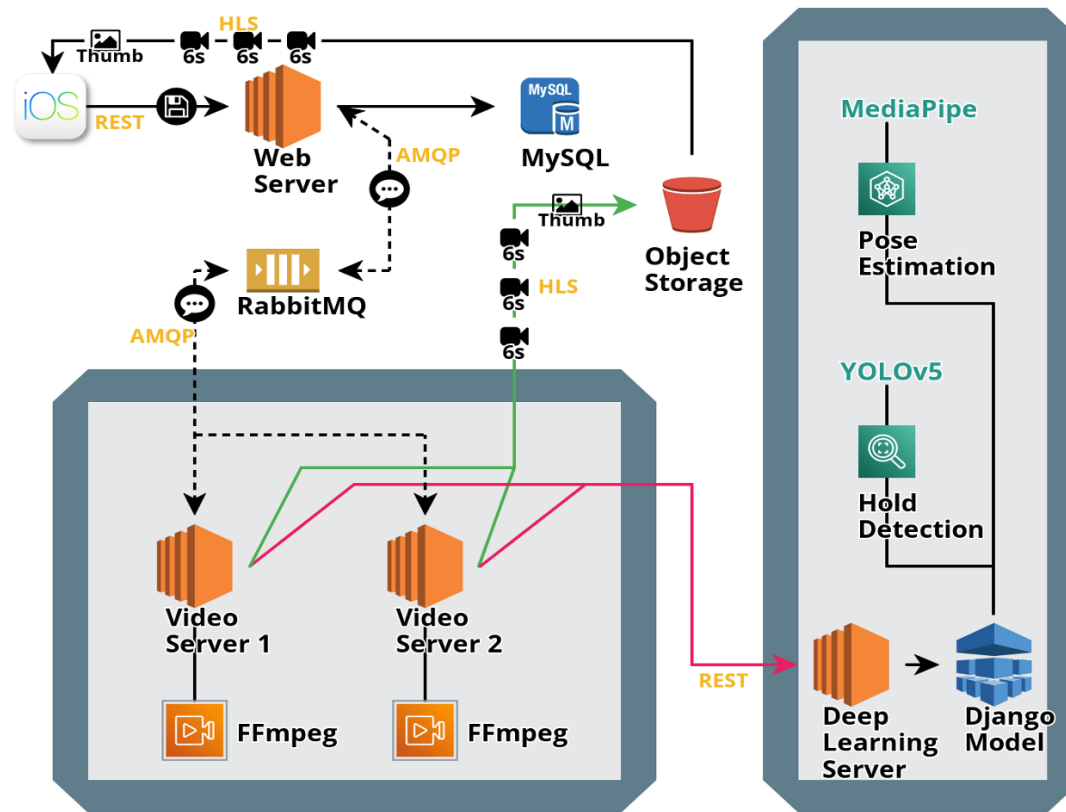 HLS
Thumb
6s
6s
6s
iOS
REST
Web
Server
MySQL
M
MySQL
AMQP
Thumb
6s
HLS
6s
6s
Object
Storage
RabbitMQ
AMQP
Video
Server 1
Video
Server 2
FFmpeg
FFmpeg
REST
MediaPipe
Pose
Estimation
YOLOv5
Hold
Detection
Deep
Learning
Server
Django
Model